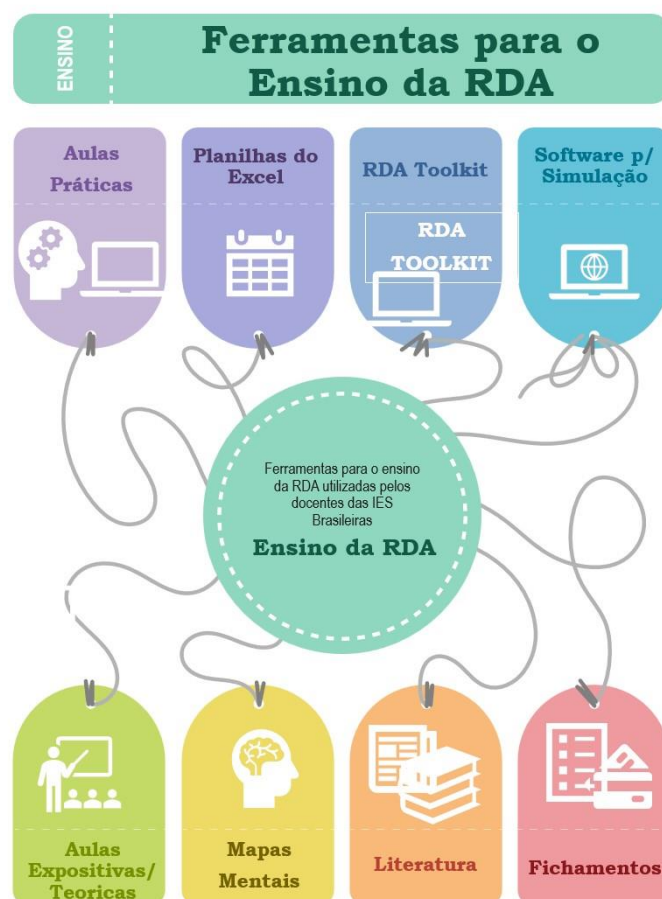 ENSINO
Ferramentas para o
Ensino da RDA
Aulas
Práticas
Planilhas do
Excel
RDA Toolkit
RDA
TOOLKIT
Software p/
Simulação
Ferramentas para o ensino
da RDA utilizadas pelos
docentes das IES
Brasileiras
Ensino da RDA
Aulas
Expositivas/
Teoricas
Mapas
Mentais
Literatura
Fichamentos